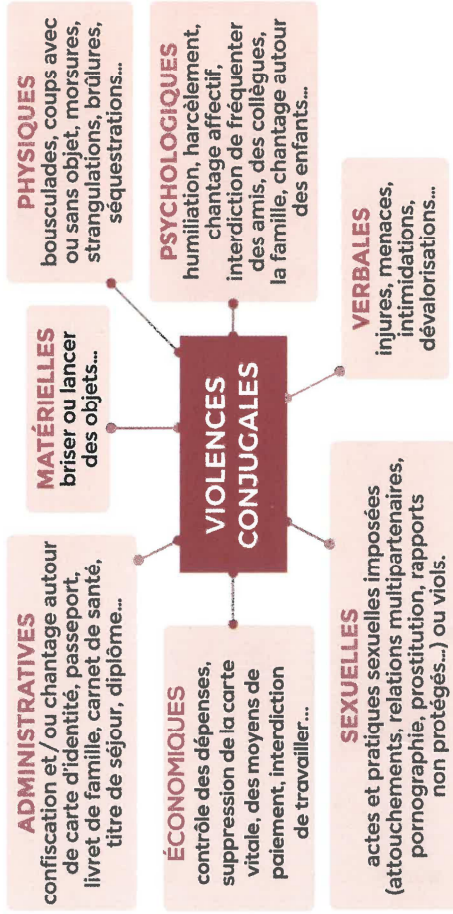 ADMINISTRATIVES
confiscation et / ou chantage autour
de carte d'identité, passeport,
livret de famille, carnet de santé,
titre de séjour, diplôme...
MATÉRIELLES
briser ou lancer
des objets...
PHYSIQUES
bousculades, coups avec
ou sans objet, morsures,
strangulations, brûlures,
séquestrations...
ÉCONOMIQUES
contrôle des dépenses,
suppression de la carte
vitale, des moyens de
paiement, interdiction
de travailler...
VIOLENCES
CONJUGALES
PSYCHOLOGIQUES
humiliation, harcèlement,
chantage affectif,
interdiction de fréquenter
des amis, des collègues,
la famille, chantage autour
des enfants...
SEXUELLES
actes et pratiques sexuelles imposées
(attouchements, relations multipartenaires,
pornographie, prostitution, rapports
non protégés...) ou viols.
VERBALES
injures, menaces,
intimidations,
dévalorisations...